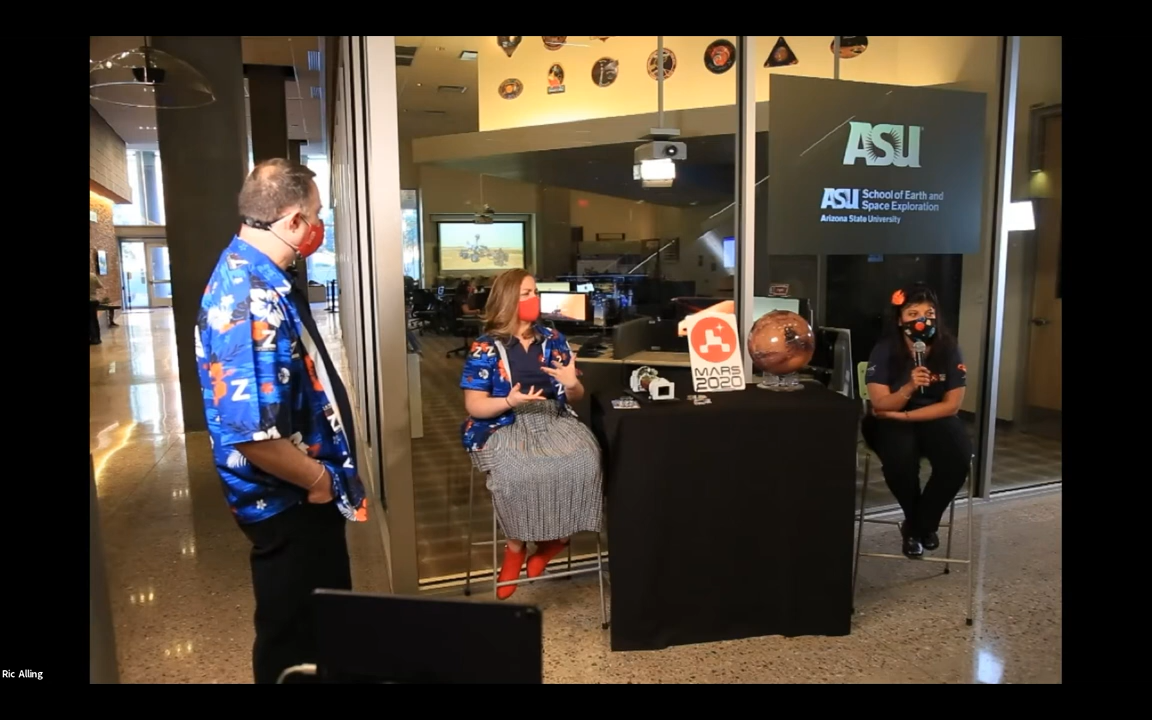 ASU
ASU School of Earth and
Space Exploration
Arizona State University
MARS
2020
Z
Z
Z
Ric Alling